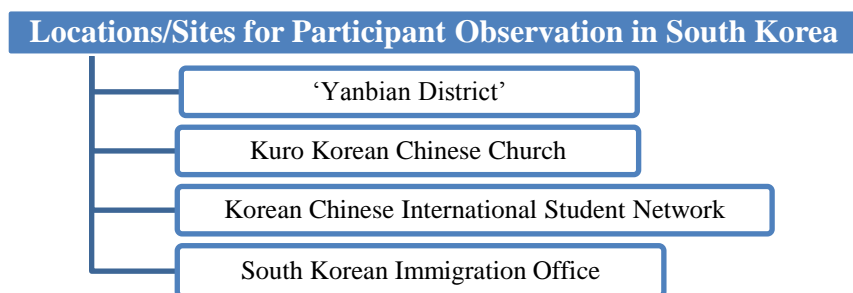 Locations/Sites for Participant Observation in South Korea
‘Yanbian District’
Kuro Korean Chinese Church
Korean Chinese International Student Network
South Korean Immigration Office